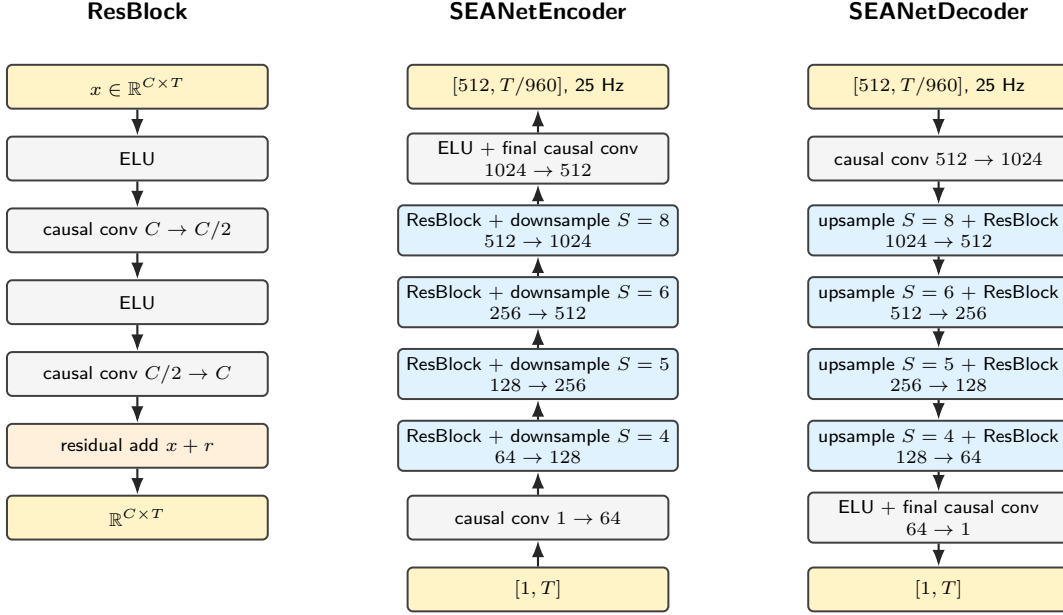 ResBlock
x ∈ ℝ^{C×T}
ELU
causal conv C → C/2
ELU
causal conv C/2 → C
residual add x + r
ℝ^{C×T}
SEANetEncoder
[512, T/960], 25 Hz
ELU + final causal conv
1024 → 512
ResBlock + downsample S = 8
512 → 1024
ResBlock + downsample S = 6
256 → 512
ResBlock + downsample S = 5
128 → 256
ResBlock + downsample S = 4
64 → 128
causal conv 1 → 64
[1, T]
SEANetDecoder
[512, T/960], 25 Hz
causal conv 512 → 1024
upsample S = 8 + ResBlock
1024 → 512
upsample S = 6 + ResBlock
512 → 256
upsample S = 5 + ResBlock
256 → 128
upsample S = 4 + ResBlock
128 → 64
ELU + final causal conv
64 → 1
[1, T]